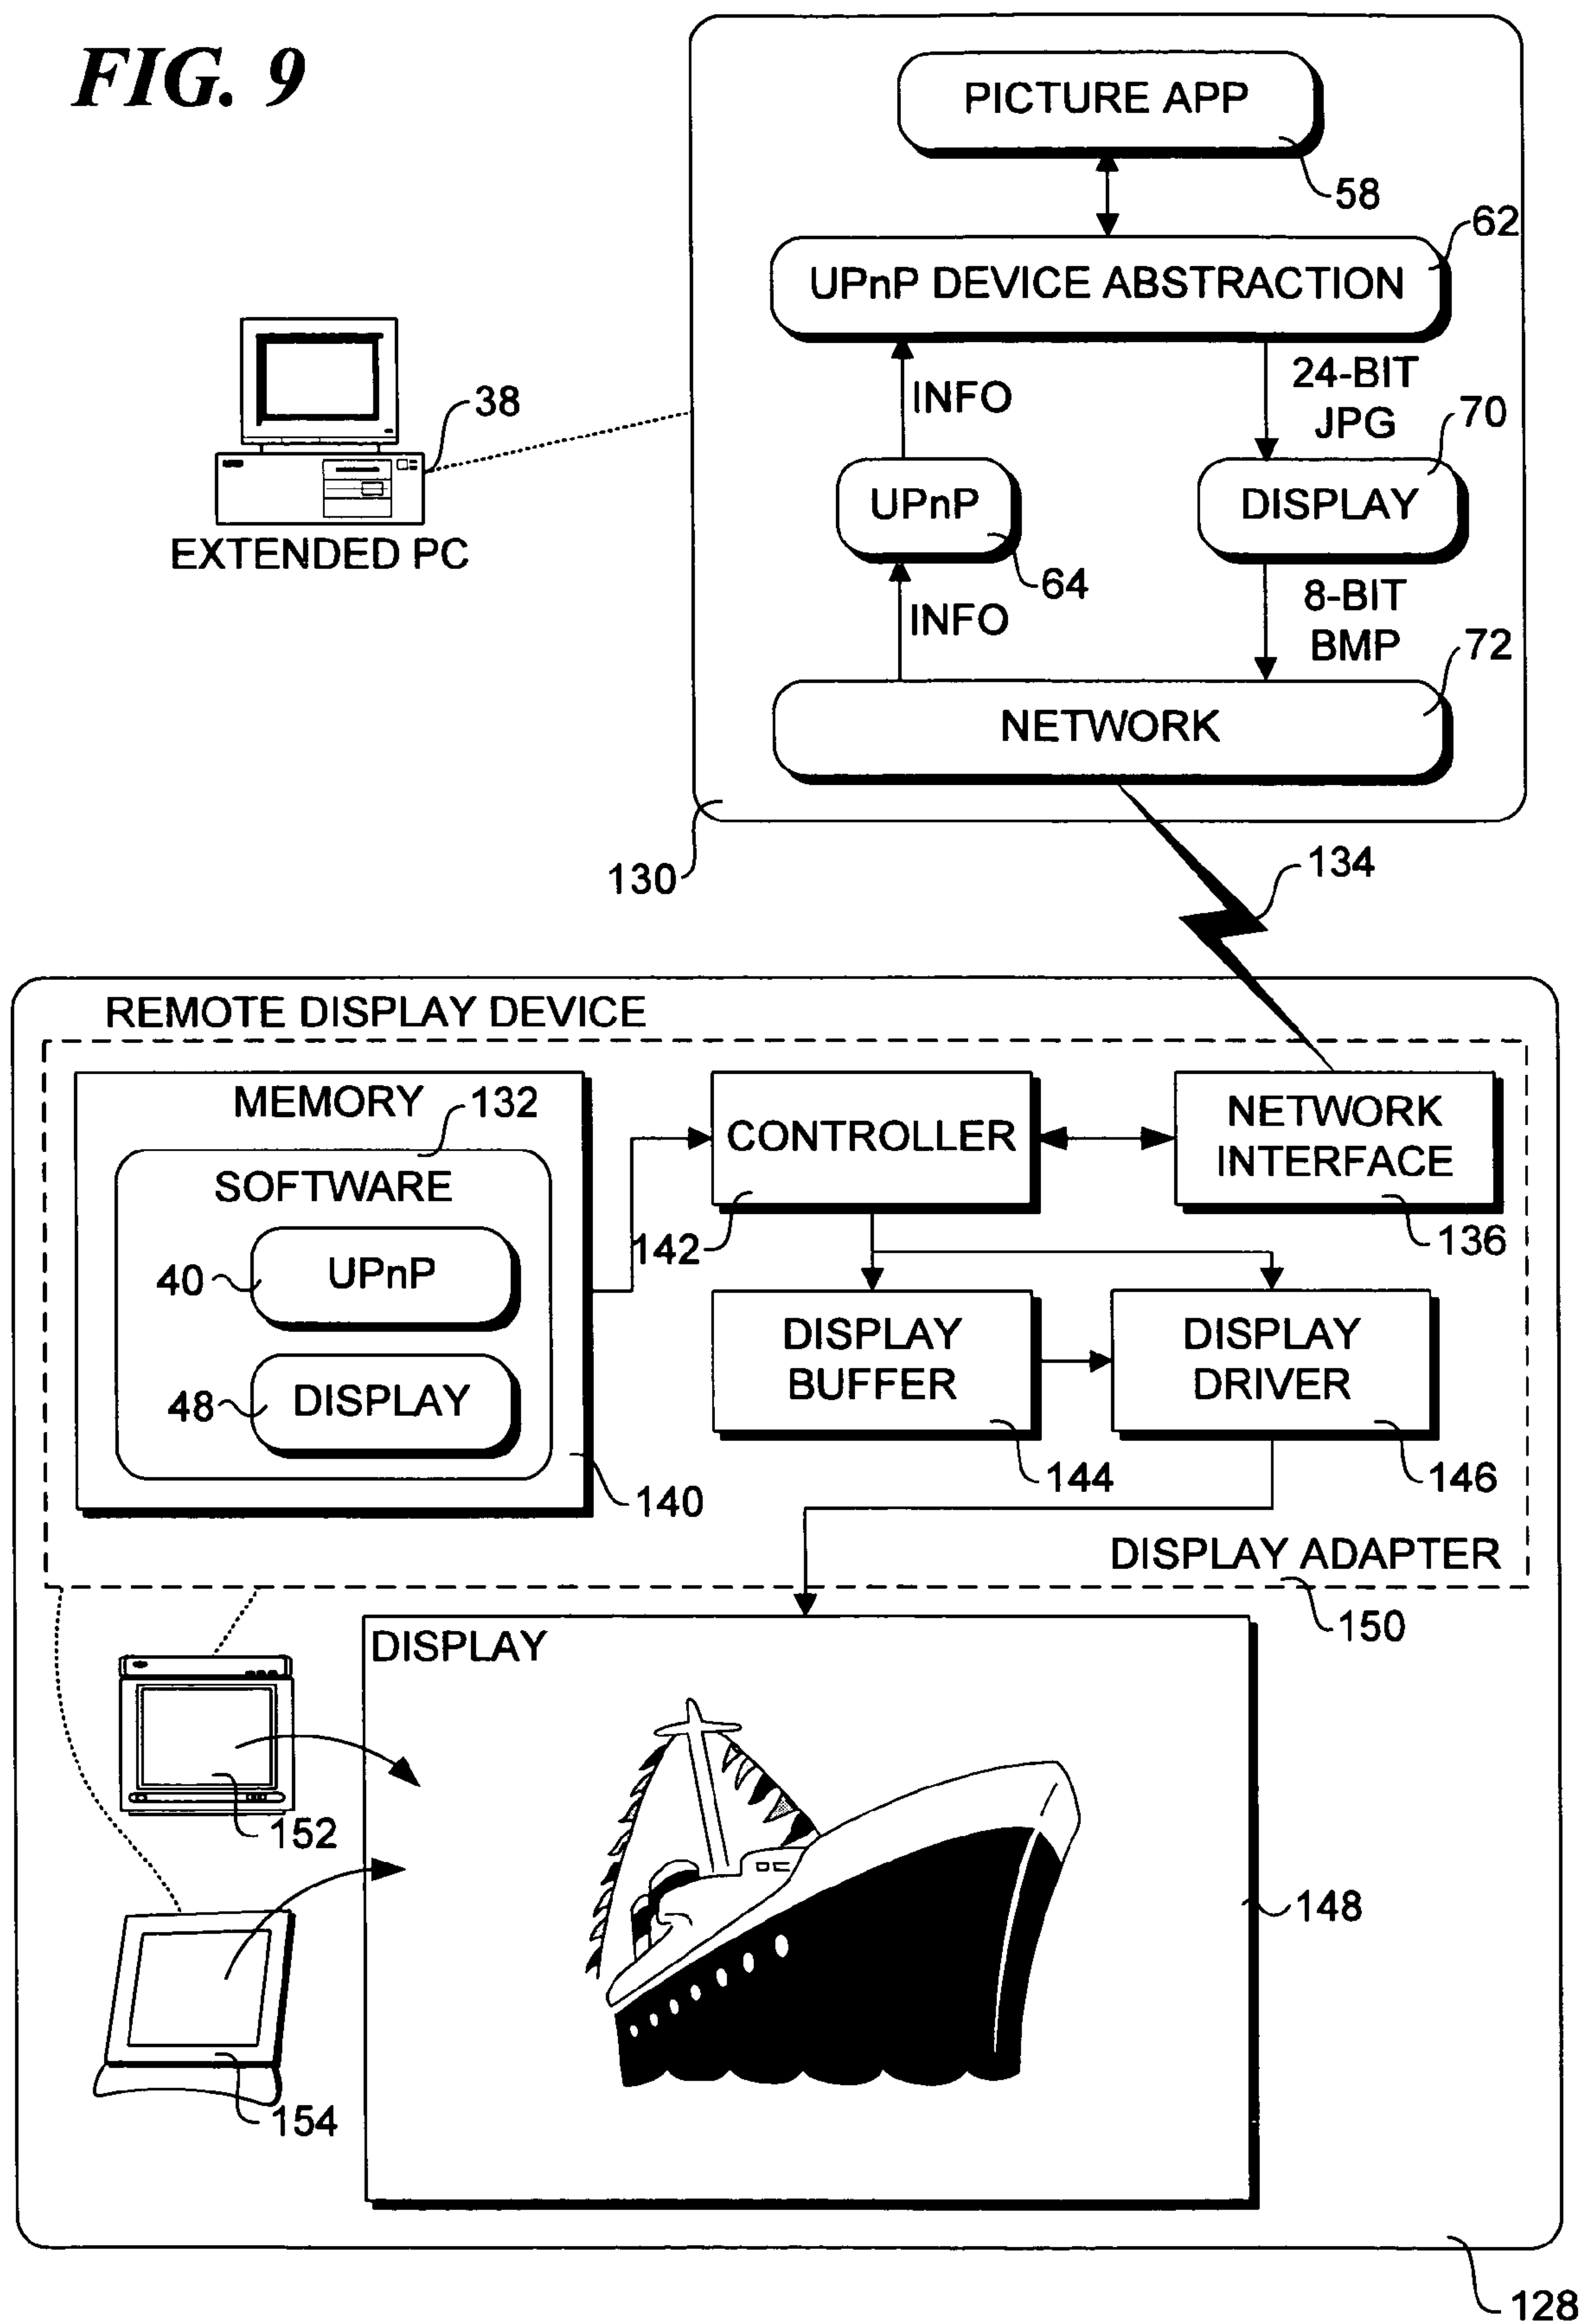 FIG. 9
PICTURE APP
58
62
UPnP DEVICE ABSTRACTION
INFO
24-BIT
JPG
38
70
UPnP
DISPLAY
EXTENDED PC
64
8-BIT
BMP
INFO
72
NETWORK
130
134
REMOTE DISPLAY DEVICE
MEMORY
132
SOFTWARE
CONTROLLER
NETWORK
INTERFACE
142
136
40
UPnP
DISPLAY
BUFFER
DISPLAY
DRIVER
48
DISPLAY
144
146
140
DISPLAY ADAPTER
150
DISPLAY
152
148
154
128